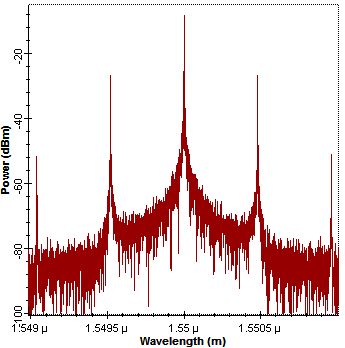 Power (dBm)
-20
-40
-60
-80
-100
1.549 µ
1.5495 µ
1.55 µ
1.5505 µ
Wavelength (m)